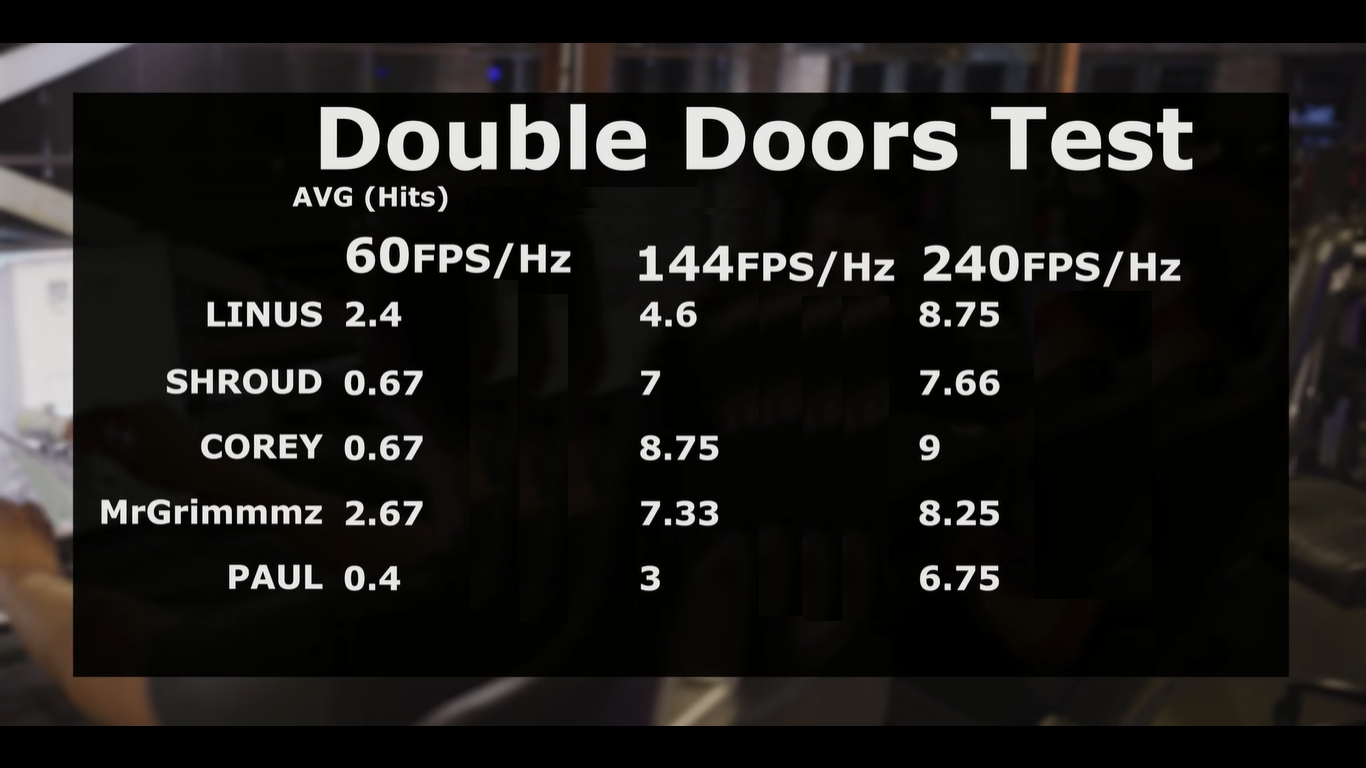 Double Doors Test
AVG (Hits)
60FPS/Hz 144FPS/Hz 240FPS/Hz
LINUS 2.4 4.6 8.75
SHROUD 0.67 7 7.66
COREY 0.67 8.75 9
MrGrimmmz 2.67 7.33 8.25
PAUL 0.4 3 6.75